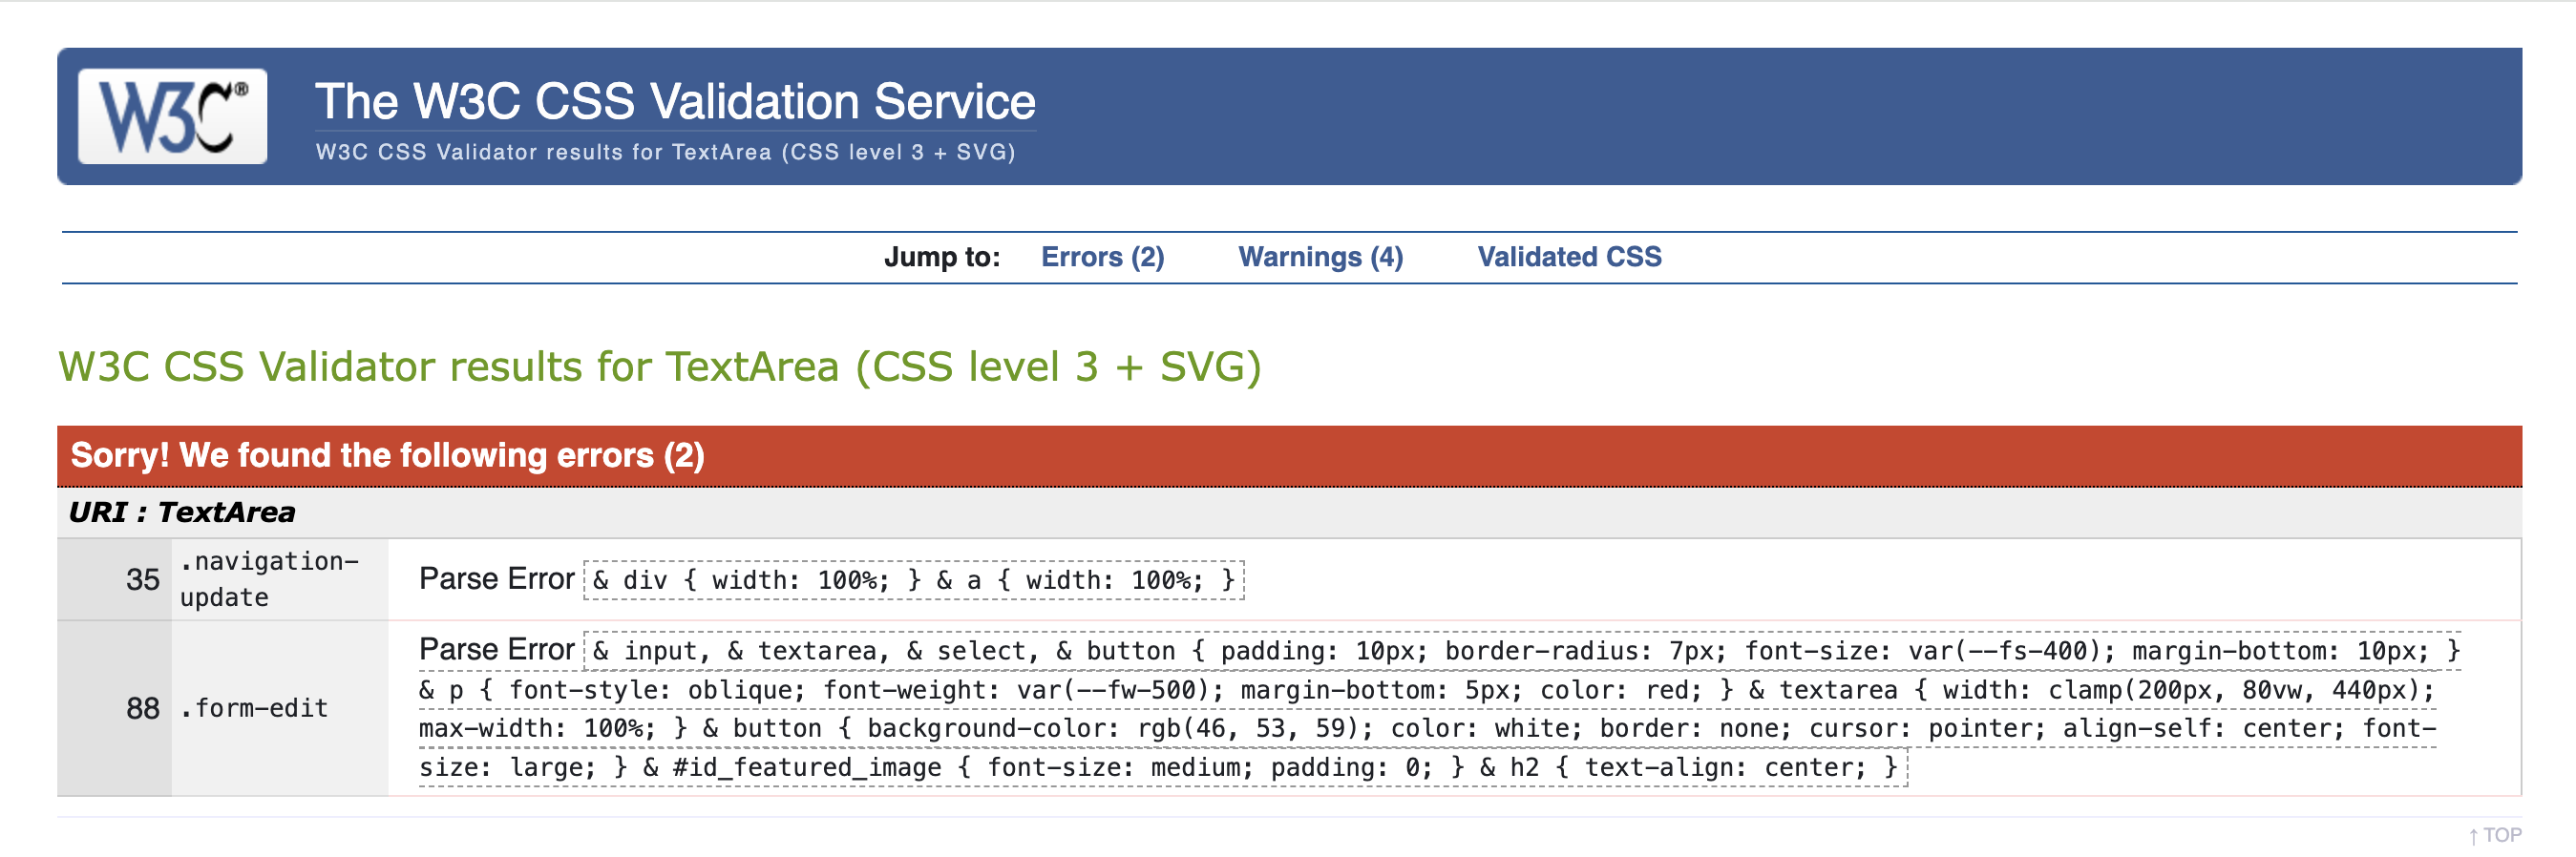 W3C®
The W3C CSS Validation Service
W3C CSS Validator results for TextArea (CSS level 3 + SVG)
Jump to: Errors (2) Warnings (4) Validated CSS
W3C CSS Validator results for TextArea (CSS level 3 + SVG)
Sorry! We found the following errors (2)
URI : TextArea
35 .navigation-
update
Parse Error & div { width: 100%; } & a { width: 100%; }
88 .form-edit
Parse Error & input, & textarea, & select, & button { padding: 10px; border-radius: 7px; font-size: var(--fs-400); margin-bottom: 10px; }
& p { font-style: oblique; font-weight: var(--fw-500); margin-bottom: 5px; color: red; } & textarea { width: clamp(200px, 80vw, 440px);
max-width: 100%; } & button { background-color: rgb(46, 53, 59); color: white; border: none; cursor: pointer; align-self: center; font-
size: large; } & #id_featured_image { font-size: medium; padding: 0; } & h2 { text-align: center; }
↑ TOP